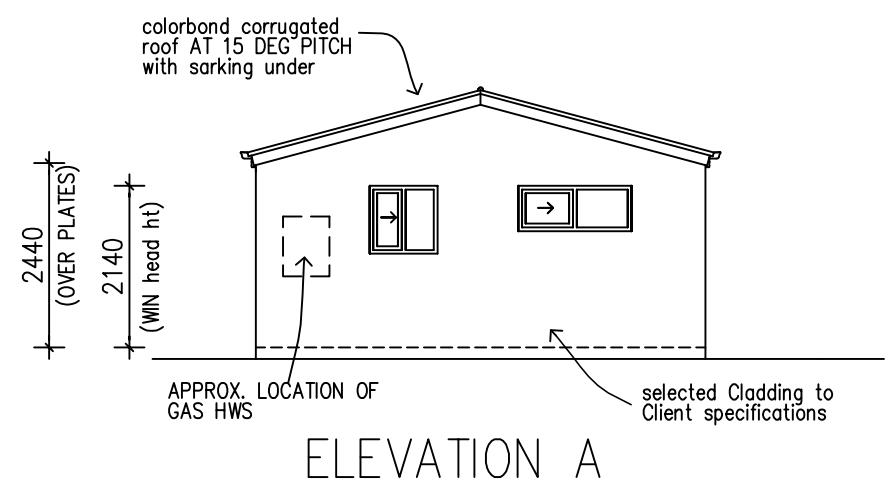 colorbond corrugated
roof AT 15 DEG PITCH
with sarking under
2440
(OVER PLATES)
2140
(WIN head ht)
APPROX. LOCATION OF
GAS HWS
selected Cladding to
Client specifications
ELEVATION A